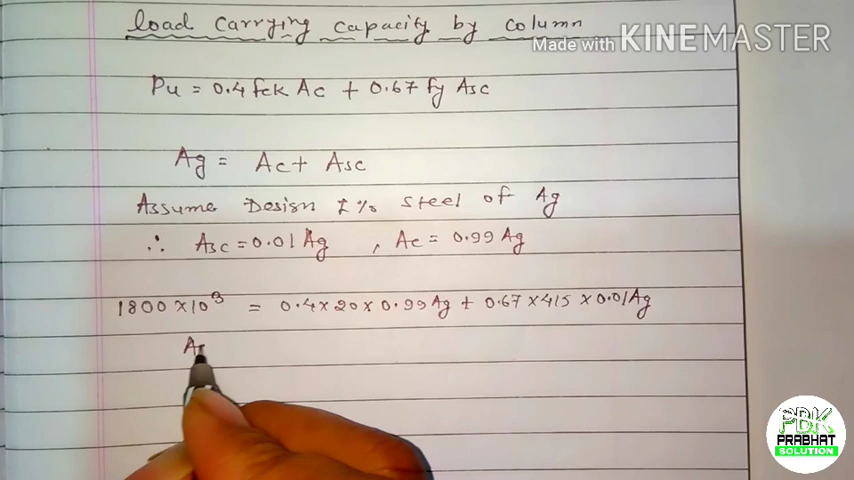 Load Carrying capacity by column
Made with KINEMASTER
Pu = 0.4 fck Ac + 0.67 fy Asc
Ag = Ac + Asc
Assume Design 1% steel of Ag
∴ Asc = 0.01 Ag , Ac = 0.99 Ag
1800 × 10³ = 0.4 × 20 × 0.99 Ag + 0.67 × 415 × 0.01 Ag
PBK
PRABHAT
SOLUTION